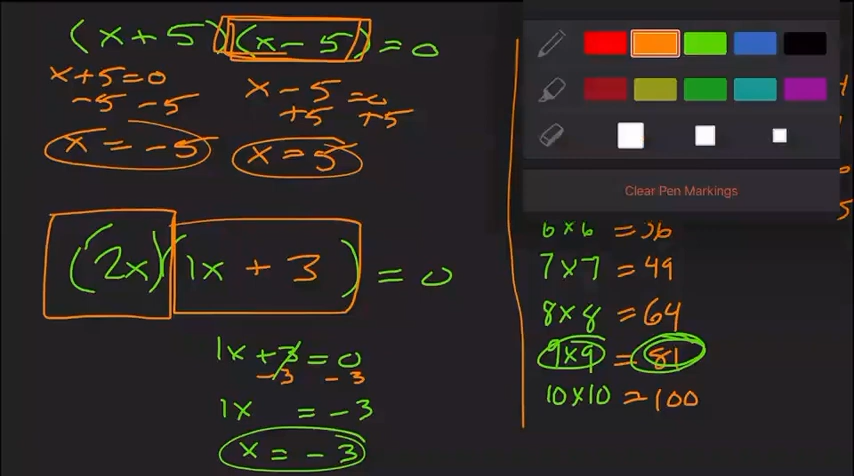 (x + 5)(x - 5) = 0
x + 5 = 0
-5 -5
x = -5
x - 5 = 0
+5 +5
x = 5
(2x)(1x + 3) = 0
1x + 3 = 0
-3 -3
1x = -3
x = -3
Clear Pen Markings
6 x 6 = 36
7 x 7 = 49
8 x 8 = 64
9 x 9 = 81
10 x 10 = 100